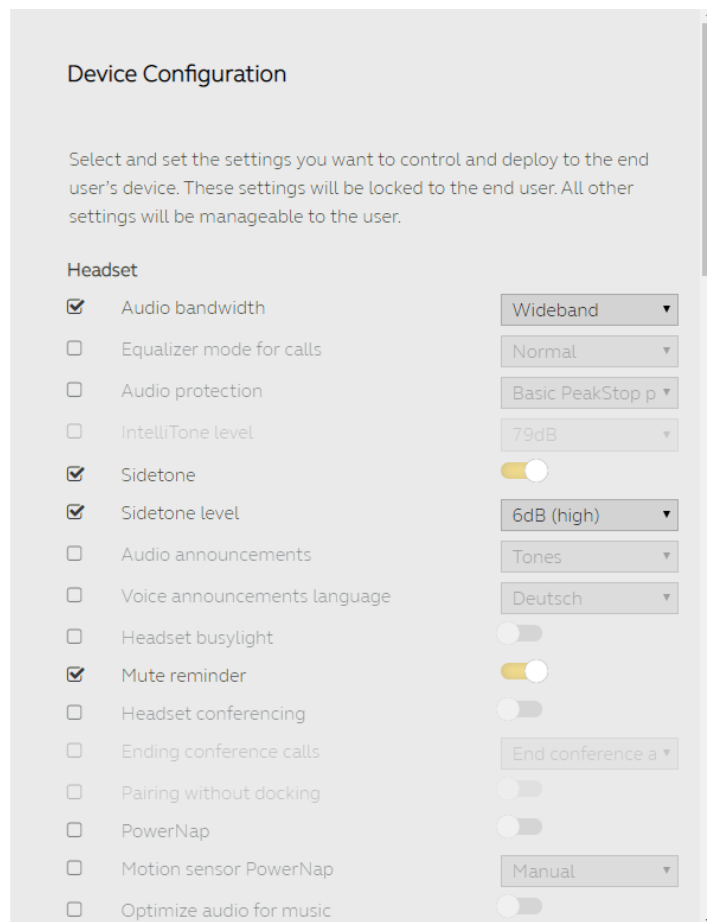 Device Configuration
Select and set the settings you want to control and deploy to the end
user's device. These settings will be locked to the end user. All other
settings will be manageable to the user.
Headset
Audio bandwidth Wideband
Equalizer mode for calls Normal
Audio protection Basic PeakStop p
IntelliTone level 79dB
Sidetone
Sidetone level 6dB (high)
Audio announcements Tones
Voice announcements language Deutsch
Headset busylight
Mute reminder
Headset conferencing
Ending conference calls End conference a
Pairing without docking
PowerNap
Motion sensor PowerNap Manual
Optimize audio for music